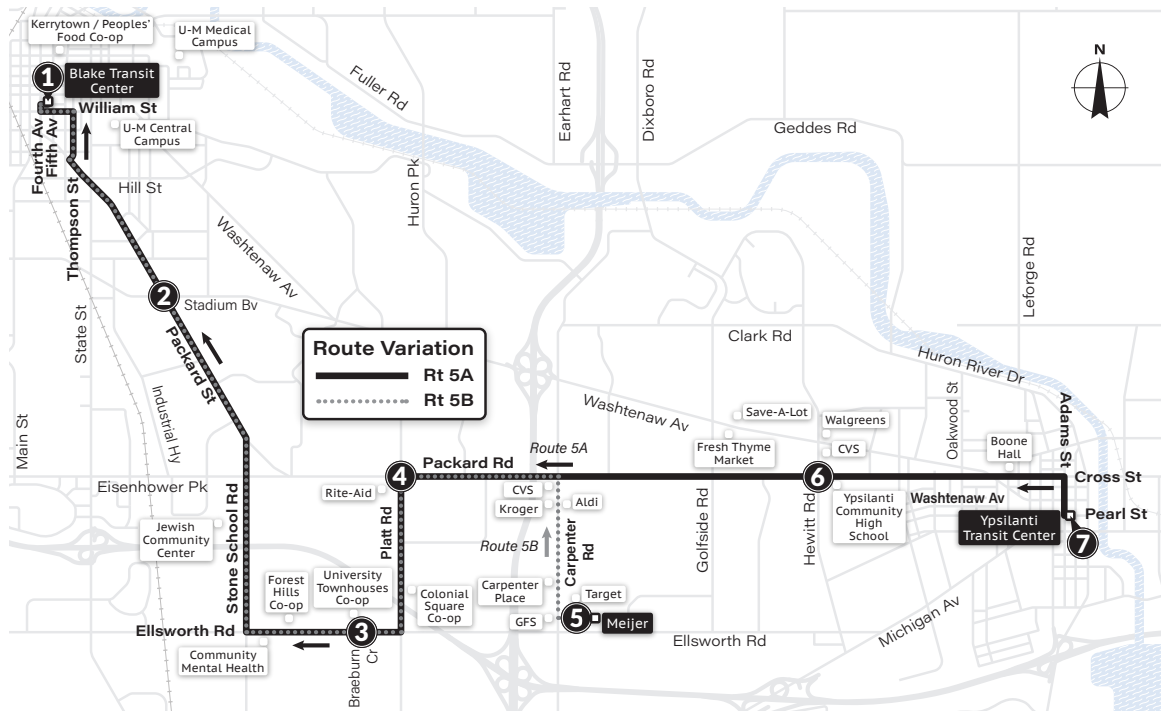 Kerrytown / Peoples'
Food Co-op
U-M Medical
Campus
1
Blake Transit
Center
William St
U-M Central
Campus
Fourth Av
Fifth Av
Thompson St
Hill St
Fuller Rd
Huron Pk
Earhart Rd
Dixboro Rd
Geddes Rd
N
Washtenaw Av
2
Stadium Bv
State St
Packard St
Industrial Hy
Main St
Route Variation
Rt 5A
Rt 5B
Clark Rd
Leforge Rd
Huron River Dr
Washtenaw Av
Save-A-Lot
Walgreens
Fresh Thyme
Market
CVS
Oakwood St
Boone
Hall
Adams St
Eisenhower Pk
Rite-Aid
4
Packard Rd
Route 5A
6
Cross St
CVS
Kroger
Aldi
Golfside Rd
Hewitt Rd
Ypsilanti
Community
High
School
Washtenaw Av
Ypsilanti
Transit Center
Pearl St
7
Jewish
Community
Center
Stone School Rd
Platt Rd
Route 5B
Carpenter
Rd
Forest
Hills
Co-op
University
Townhouses
Co-op
Colonial
Square
Co-op
Carpenter
Place
Target
GFS
5
Meijer
Ellsworth Rd
3
Ellsworth Rd
Michigan Av
Community
Mental Health
Braeburn
Cr